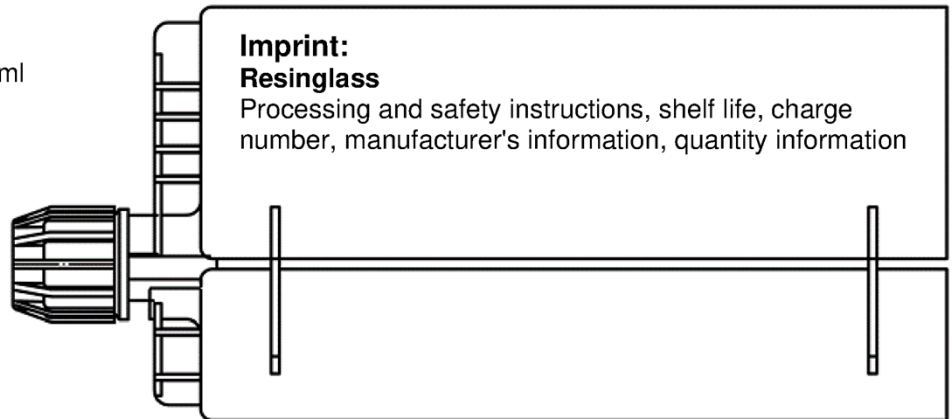 ml
Imprint:
Resinglass
Processing and safety instructions, shelf life, charge
number, manufacturer's information, quantity information